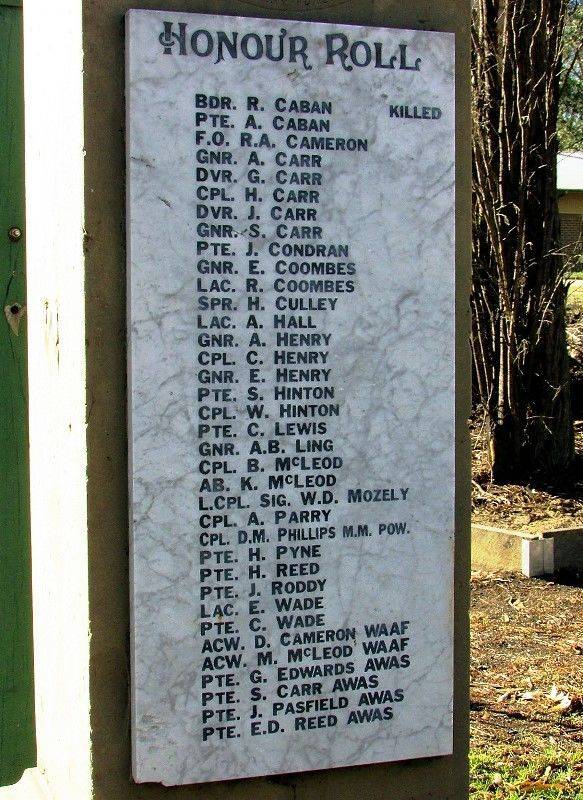 HONOUR ROLL
BDR. R. CABAN KILLED
PTE. A. CABAN
F.O. R.A. CAMERON
GNR. A. CARR
DVR. G. CARR
CPL. H. CARR
DVR. J. CARR
GNR. S. CARR
PTE. J. CONDRAN
GNR. E. COOMBES
LAC. R. COOMBES
SPR. H. CULLEY
LAC. A. HALL
GNR. A. HENRY
CPL. C. HENRY
GNR. E. HENRY
PTE. S. HINTON
CPL. W. HINTON
PTE. C. LEWIS
GNR. A.B. LING
CPL. B. McLEOD
AB. K. McLEOD
L.CPL. SIG. W.D. MOZELY
CPL. A. PARRY
CPL. D.M. PHILLIPS M.M. POW.
PTE. H. PYNE
PTE. H. REED
PTE. J. RODDY
LAC. E. WADE
PTE. C. WADE
ACW. D. CAMERON WAAF
ACW. M. McLEOD WAAF
PTE. G. EDWARDS AWAS
PTE. S. CARR AWAS
PTE. J. PASFIELD AWAS
PTE. E.D. REED AWAS